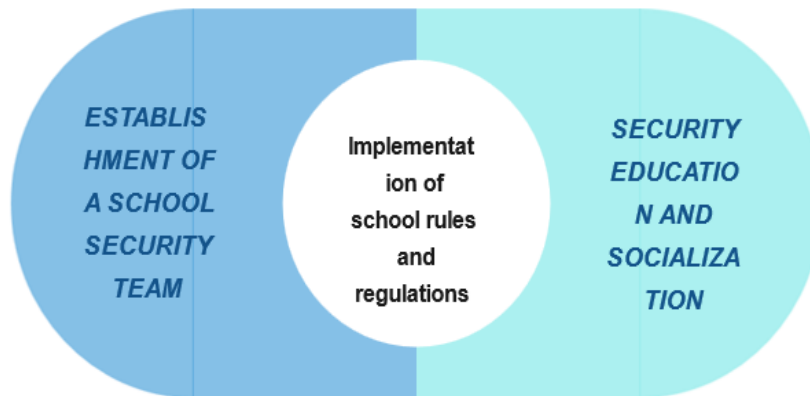 ESTABLIS
HMENT OF
A SCHOOL
SECURITY
TEAM
Implementat
ion of
school rules
and
regulations
SECURITY
EDUCATIO
N AND
SOCIALIZA
TION